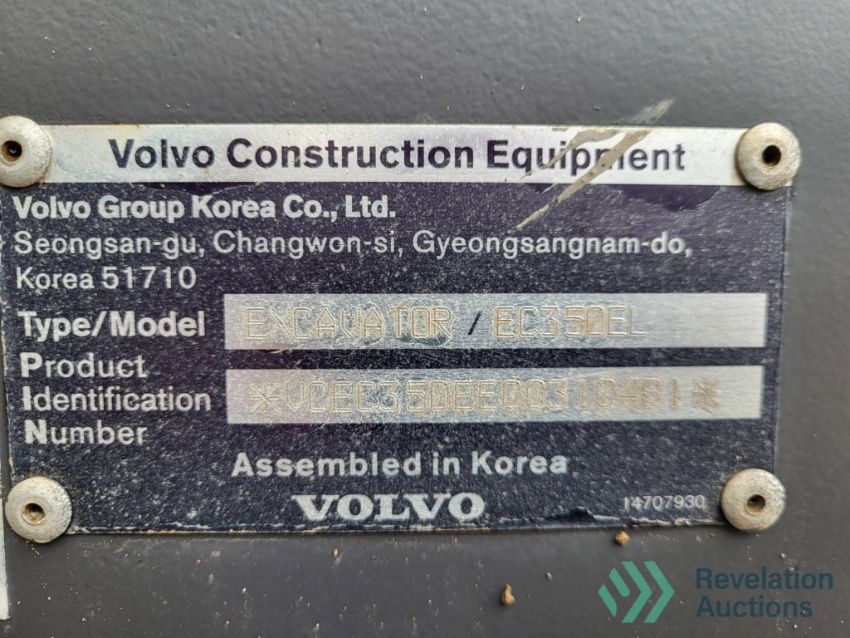 Volvo Construction Equipment
Volvo Group Korea Co., Ltd.
Seongsan-gu, Changwon-si, Gyeongsangnam-do,
Korea 51710
Type/Model EXCAVATOR / EC350EL
Product
Identification *VCEC350EE00310481*
Number
Assembled in Korea
VOLVO 14707930
Revelation
Auctions